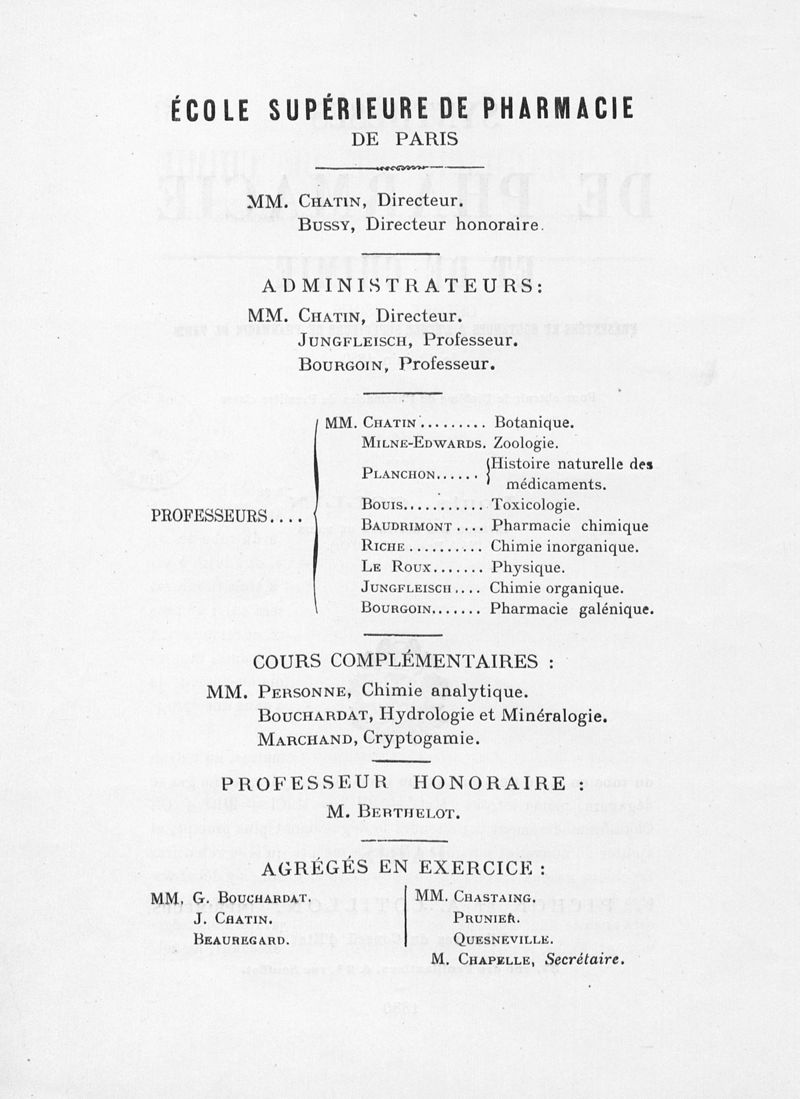 ÉCOLE SUPÉRIEURE DE PHARMACIE
DE PARIS
MM. CHATIN, Directeur.
BUSSY, Directeur honoraire.
ADMINISTRATEURS:
MM. CHATIN, Directeur.
JUNGFLEISCH, Professeur.
BOURGOIN, Professeur.
PROFESSEURS....
MM. CHATIN......... Botanique.
MILNE-EDWARDS. Zoologie.
PLANCHON...... Histoire naturelle des
médicaments.
BOUIS........... Toxicologie.
BAUDRIMONT .... Pharmacie chimique
RICHE .......... Chimie inorganique.
LE ROUX....... Physique.
JUNGFLEISCH.... Chimie organique.
BOURGOIN....... Pharmacie galénique.
COURS COMPLÉMENTAIRES :
MM. PERSONNE, Chimie analytique.
BOUCHARDAT, Hydrologie et Minéralogie.
MARCHAND, Cryptogamie.
PROFESSEUR HONORAIRE :
M. BERTHELOT.
AGRÉGÉS EN EXERCICE :
MM. G. BOUCHARDAT.
J. CHATIN.
BEAUREGARD.
MM. CHASTAING.
PRUNIER.
QUESNEVILLE.
M. CHAPELLE, Secrétaire.